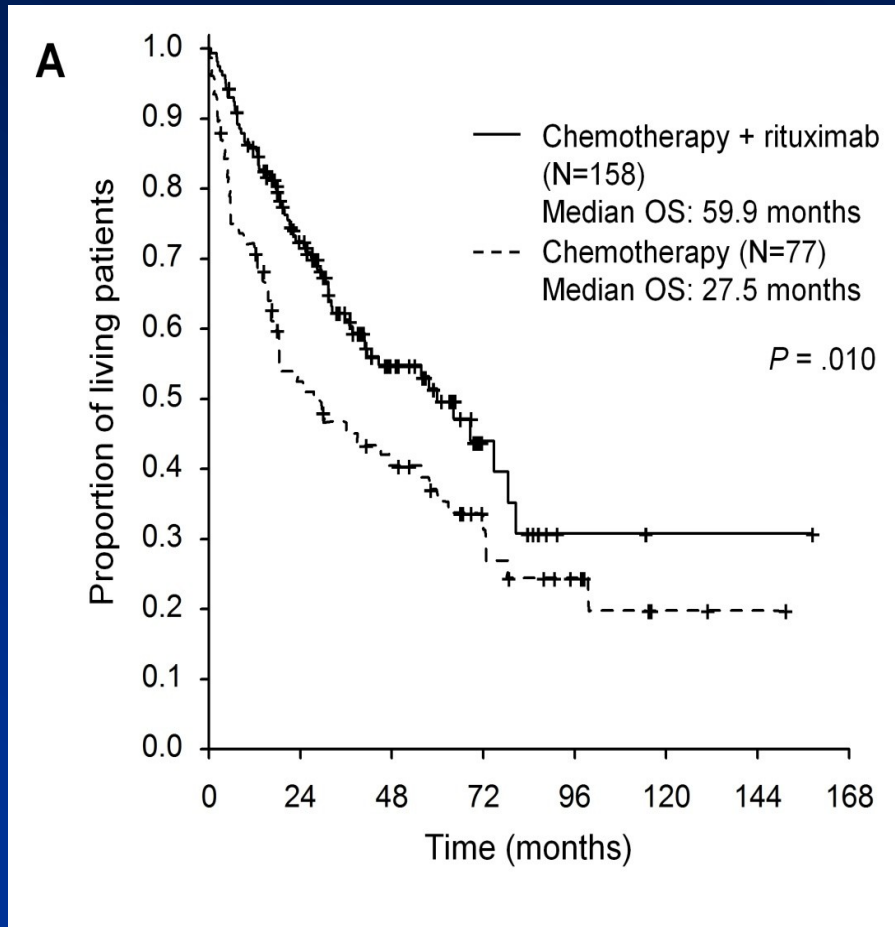 A
1.0
0.9
0.8
0.7
0.6
0.5
0.4
0.3
0.2
0.1
0.0
Proportion of living patients
Chemotherapy + rituximab
(N=158)
Median OS: 59.9 months
Chemotherapy (N=77)
Median OS: 27.5 months
P = .010
0 24 48 72 96 120 144 168
Time (months)